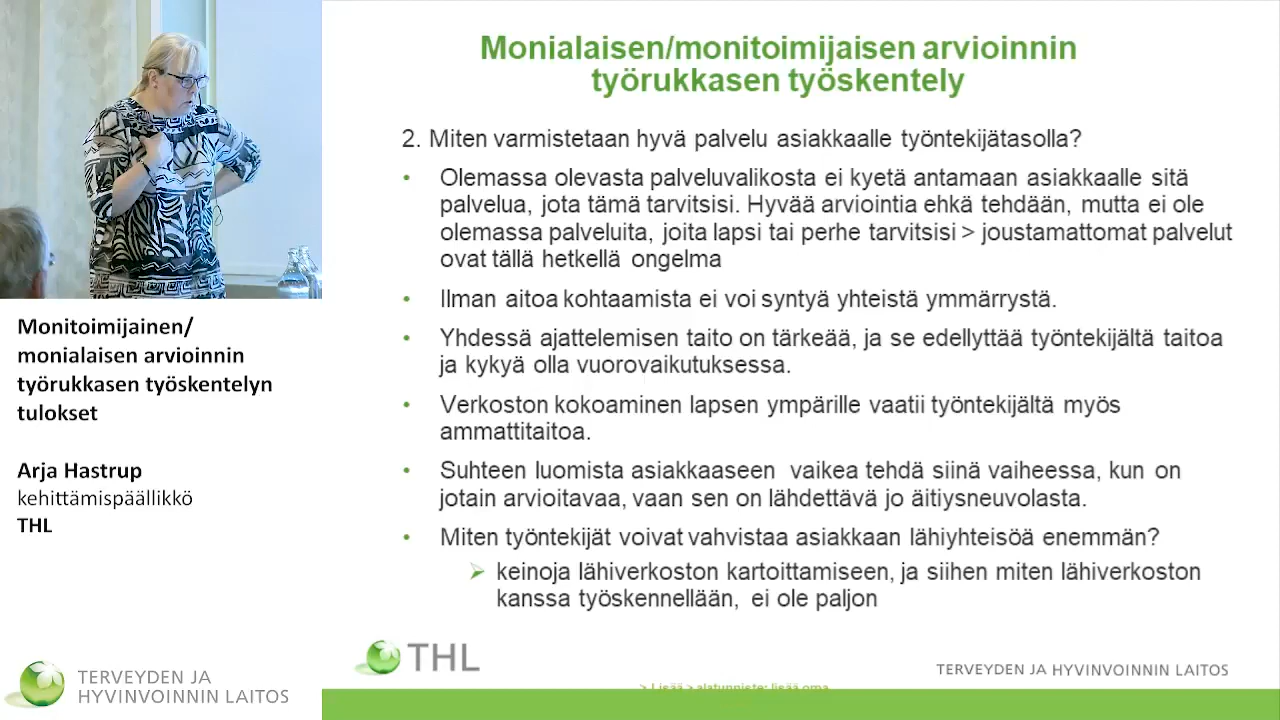 Monialaisen/monitoimijaisen arvioinnin
työrukkasen työskentely
2. Miten varmistetaan hyvä palvelu asiakkaalle työntekijätasolla?
• Olemassa olevasta palveluvalikosta ei kyetä antamaan asiakkaalle sitä
palvelua, jota tämä tarvitsisi. Hyvää arviointia ehkä tehdään, mutta ei ole
olemassa palveluita, joita lapsi tai perhe tarvitsisi > joustamattomat palvelut
ovat tällä hetkellä ongelma
• Ilman aitoa kohtaamista ei voi syntyä yhteistä ymmärrystä.
• Yhdessä ajattelemisen taito on tärkeää, ja se edellyttää työntekijältä taitoa
ja kykyä olla vuorovaikutuksessa.
• Verkoston kokoaminen lapsen ympärille vaatii työntekijältä myös
ammattitaitoa.
• Suhteen luomista asiakkaaseen vaikea tehdä siinä vaiheessa, kun on
jotain arvioitavaa, vaan sen on lähdettävä jo äitiysneuvolasta.
• Miten työntekijät voivat vahvistaa asiakkaan lähiyhteisöä enemmän?
➢ keinoja lähiverkoston kartoittamiseen, ja siihen miten lähiverkoston
kanssa työskennellään, ei ole paljon
THL
TERVEYDEN JA HYVINVOINNIN LAITOS
> Lisää > alatunniste: lisää oma
Monitoimijainen/
monialaisen arvioinnin
työrukkasen työskentelyn
tulokset
Arja Hastrup
kehittämispäällikkö
THL
TERVEYDEN JA
HYVINVOINNIN LAITOS